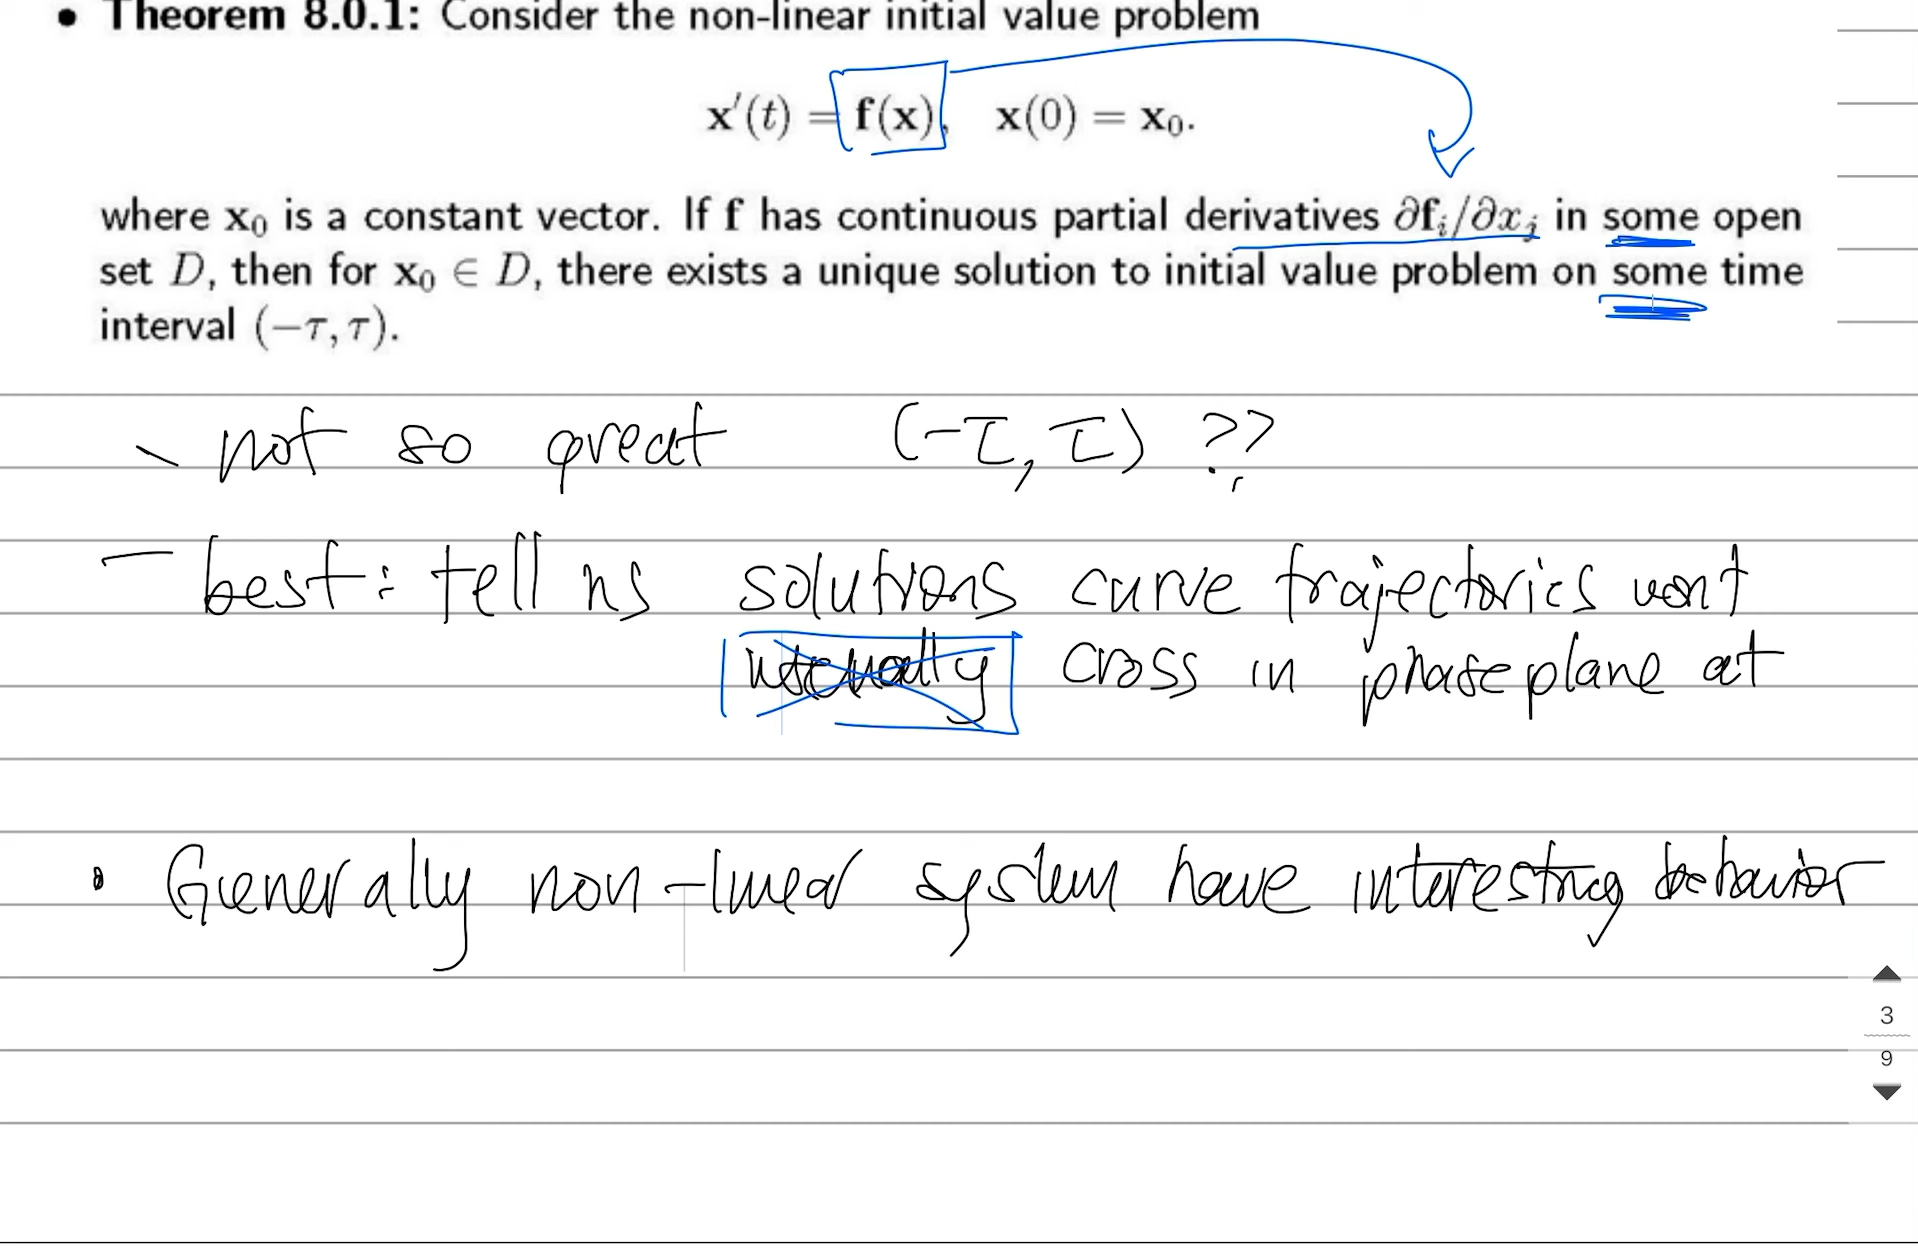 • Theorem 8.0.1: Consider the non-linear initial value problem
x′(t) = f(x), x(0) = x₀.
where x₀ is a constant vector. If f has continuous partial derivatives ∂fᵢ/∂xⱼ in some open
set D, then for x₀ ∈ D, there exists a unique solution to initial value problem on some time
interval (−τ, τ).
- not so great (-τ, τ) ??
- best: tell us solutions curve trajectories won't
cross in phase plane at
• Generally non-linear system have interesting behavior
3
9